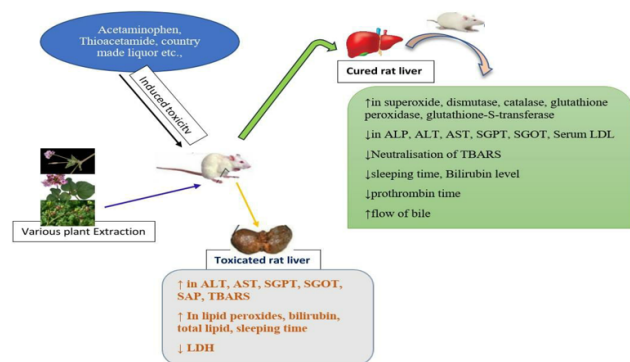 Acetaminophen,
Thioacetamide, country
made liquor etc.,
Induced toxicity
Various plant Extraction
Toxicated rat liver
↑ in ALT, AST, SGPT, SGOT,
SAP, TBARS
↑ In lipid peroxides, bilirubin,
total lipid, sleeping time
↓ LDH
Cured rat liver
↑in superoxide, dismutase, catalase, glutathione
peroxidase, glutathione-S-transferase
↓in ALP, ALT, AST, SGPT, SGOT, Serum LDL
↓Neutralisation of TBARS
↓sleeping time, Bilirubin level
↓prothrombin time
↑flow of bile